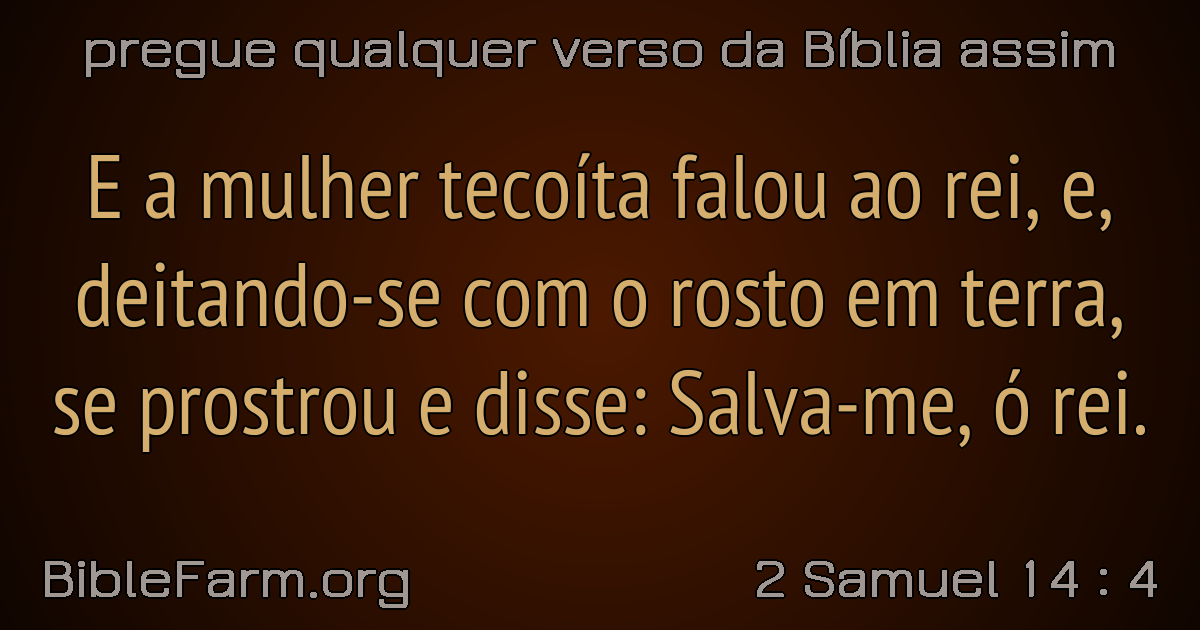 pregue qualquer verso da Bíblia assim
E a mulher tecoíta falou ao rei, e,
deitando-se com o rosto em terra,
se prostrou e disse: Salva-me, ó rei.
BibleFarm.org
2 Samuel 14 : 4